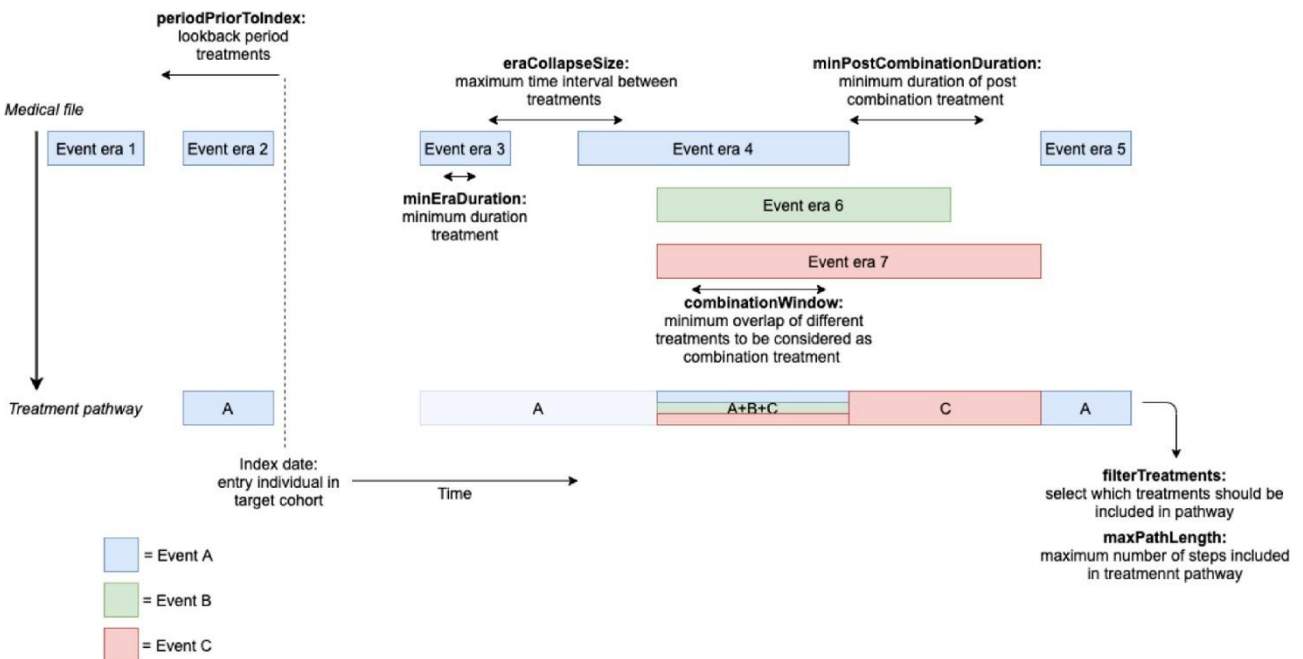 periodPriorToIndex:
lookback period
treatments
eraCollapseSize:
maximum time interval between
treatments
minPostCombinationDuration:
minimum duration of post
combination treatment
Medical file
Event era 1
Event era 2
Event era 3
Event era 4
Event era 5
minEraDuration:
minimum duration
treatment
Event era 6
Event era 7
combinationWindow:
minimum overlap of different
treatments to be considered as
combination treatment
Treatment pathway
A
A
A+B+C
C
A
Index date:
entry individual in
target cohort
Time
filterTreatments:
select which treatments should be
included in pathway
maxPathLength:
maximum number of steps included
in treatmennt pathway
= Event A
= Event B
= Event C